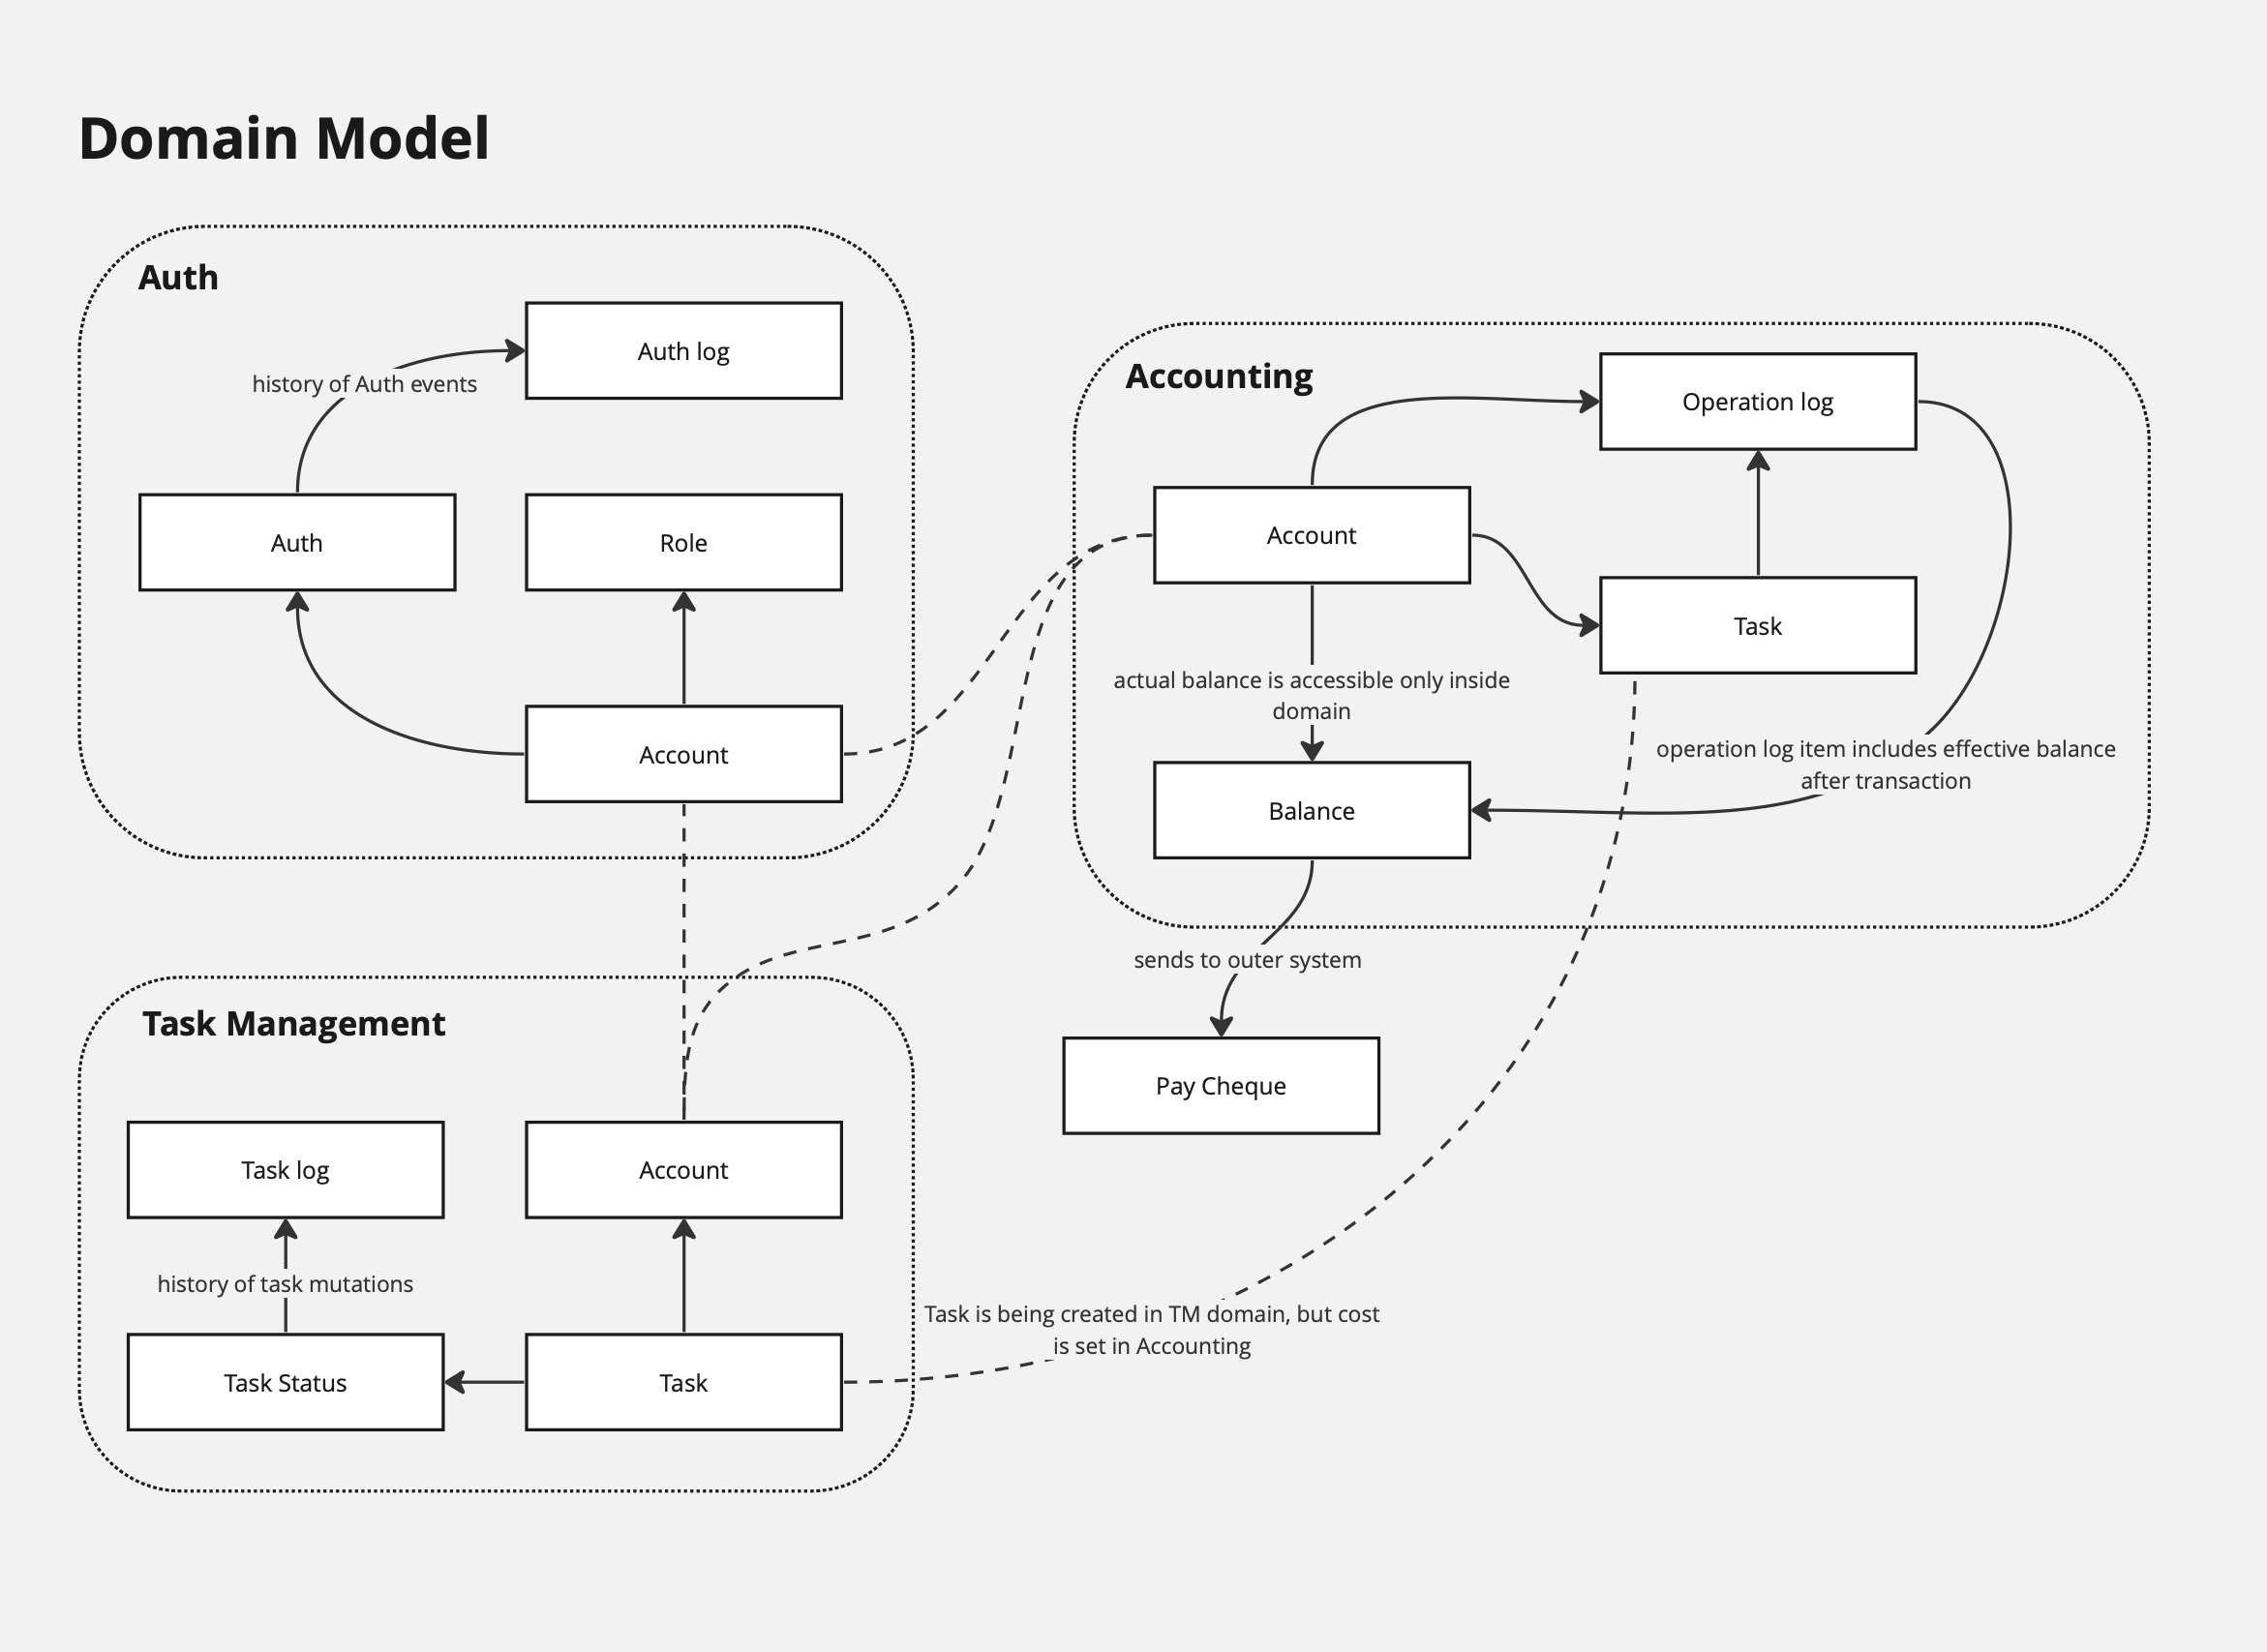 Domain Model
Auth
Auth log
history of Auth events
Auth
Role
Account
Accounting
Operation log
Account
Task
actual balance is accessible only inside
domain
operation log item includes effective balance
after transaction
Balance
sends to outer system
Pay Cheque
Task Management
Task log
Account
history of task mutations
Task is being created in TM domain, but cost
is set in Accounting
Task Status
Task